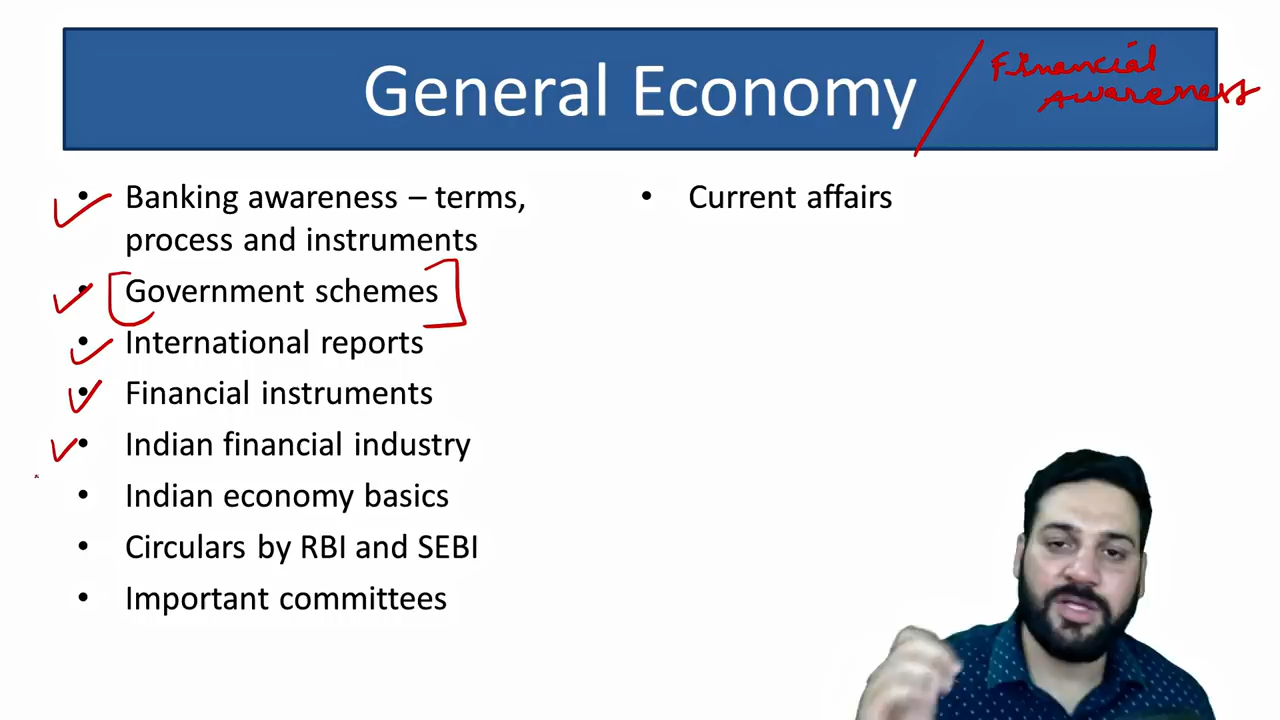 General Economy
/ Financial
Awareness
• Banking awareness – terms,
process and instruments
• Government schemes
• International reports
• Financial instruments
• Indian financial industry
• Indian economy basics
• Circulars by RBI and SEBI
• Important committees
• Current affairs